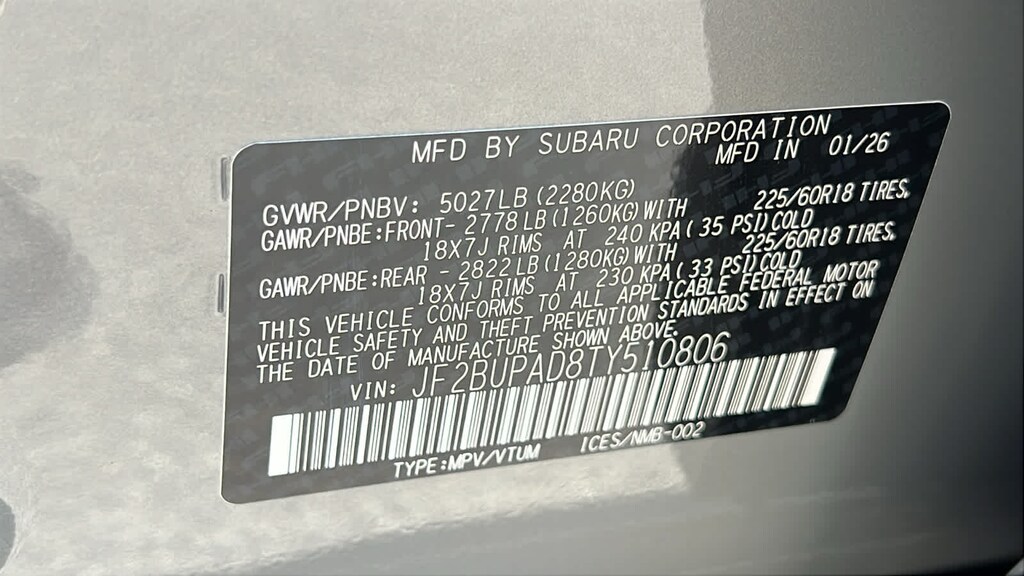 MFD BY SUBARU CORPORATION
MFD IN 01/26
GVWR/PNBV: 5027LB (2280KG)
GAWR/PNBE:FRONT- 2778LB (1260KG) WITH 225/60R18 TIRES,
18X7J RIMS AT 240 KPA ( 35 PSI) COLD
GAWR/PNBE:REAR - 2822LB (1280KG) WITH 225/60R18 TIRES,
18X7J RIMS AT 230 KPA ( 33 PSI) COLD
THIS VEHICLE CONFORMS TO ALL APPLICABLE FEDERAL MOTOR
VEHICLE SAFETY AND THEFT PREVENTION STANDARDS IN EFFECT ON
THE DATE OF MANUFACTURE SHOWN ABOVE.
VIN: JF2BUPAD8TY510806
TYPE:MPV/VTUM ICES/NMB-002